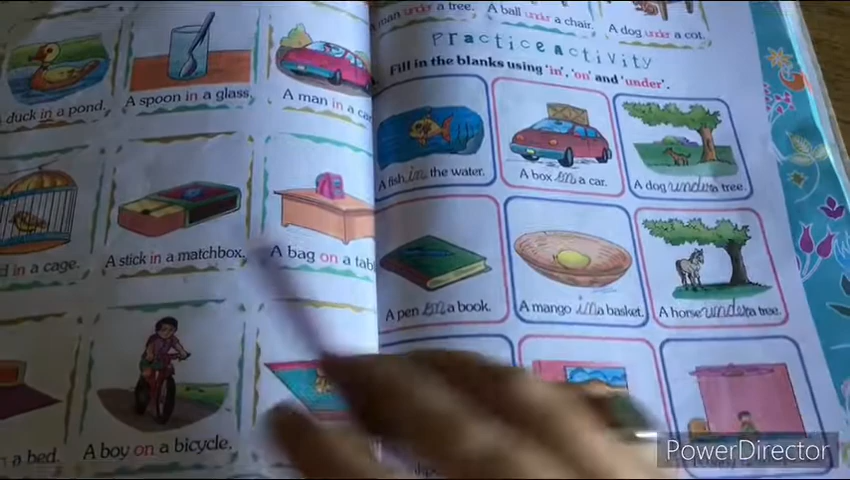 A duck in a pond.
A spoon in a glass.
A man in a car.
in a cage.
A stick in a matchbox.
A bag on a tabl
in a bed.
A boy on a bicycle.
A man under a tree.
A ball under a chair.
A dog under a cot.
Practice activity
Fill in the blanks using 'in', 'on' and 'under'.
A fish in the water.
A box on a car.
A dog under a tree.
A pen on a book.
A mango in a basket.
A horse under a tree.
PowerDirector